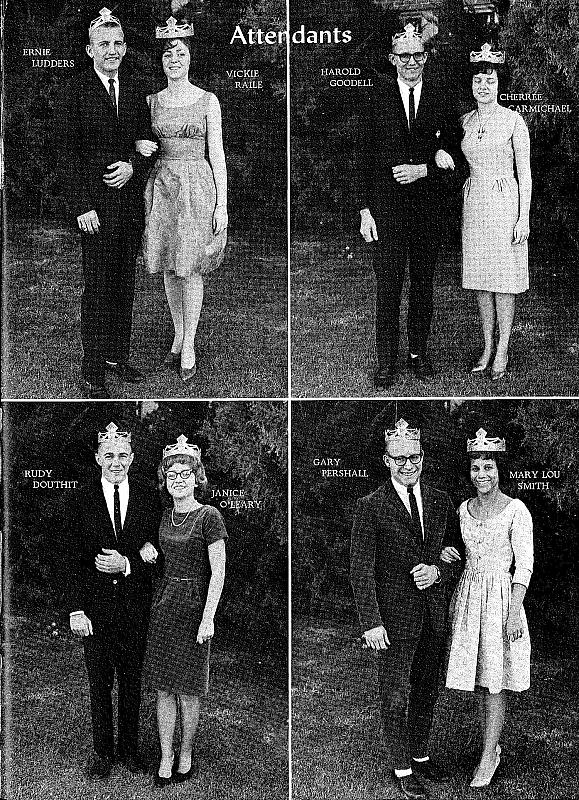 Attendants
ERNIE
LUDDERS
VICKIE
RAILE
HAROLD
GOODELL
CHERREE
CARMICHAEL
RUDY
DOUTHIT
JANICE
O'LEARY
GARY
PERSHALL
MARY LOU
SMITH